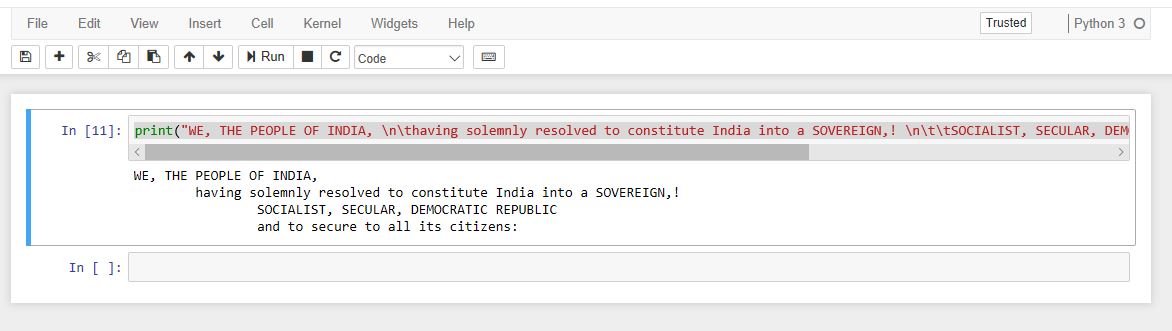 File Edit View Insert Cell Kernel Widgets Help Trusted Python 3
Run Code
In [11]: print("WE, THE PEOPLE OF INDIA, \n\thaving solemnly resolved to constitute India into a SOVEREIGN,! \n\t\tSOCIALIST, SECULAR, DEM
WE, THE PEOPLE OF INDIA,
having solemnly resolved to constitute India into a SOVEREIGN,!
SOCIALIST, SECULAR, DEMOCRATIC REPUBLIC
and to secure to all its citizens:
In [ ]: